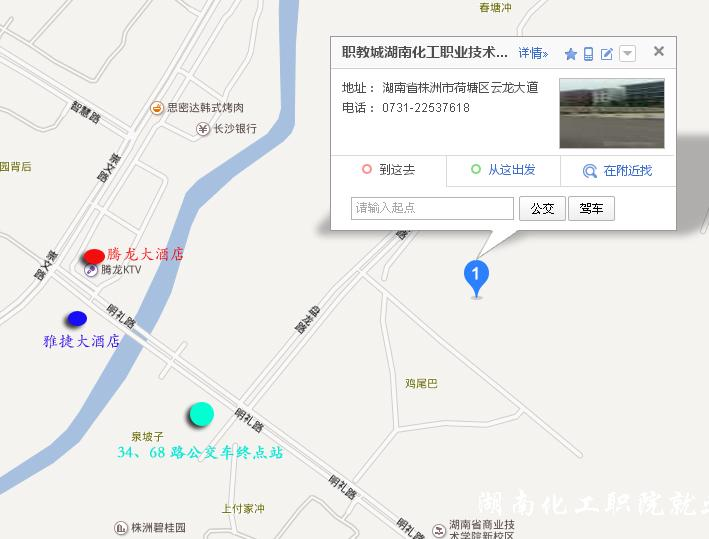 春塘子
职教城湖南化工职业技术... 详情»
地址： 湖南省株洲市荷塘区云龙大道
电话： 0731-22537618
到这去
从这出发
在附近找
请输入起点
公交
驾车
1
智慧路
思密达韩式烤肉
长沙银行
园背后
崇文路
腾龙大酒店
崇文路
腾龙KTV
明礼路
雅捷大酒店
盘龙路
路
鸡尾巴
明礼路
泉坡子
34、68 路公交车终点站
明礼路
上付家冲
湖南化工职院就
株洲碧桂园
明礼路
湖南省商业技
术学院新校区